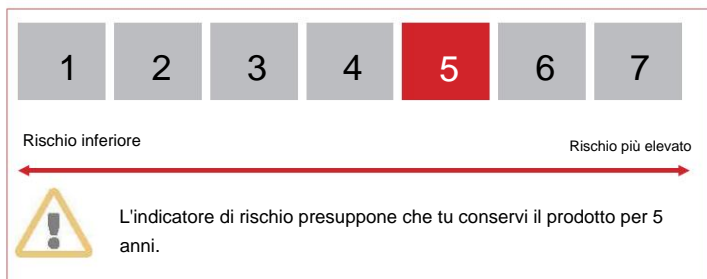 1 2 3 4 5 6 7
Rischio inferiore
Rischio più elevato
L'indicatore di rischio presuppone che tu conservi il prodotto per 5
anni.